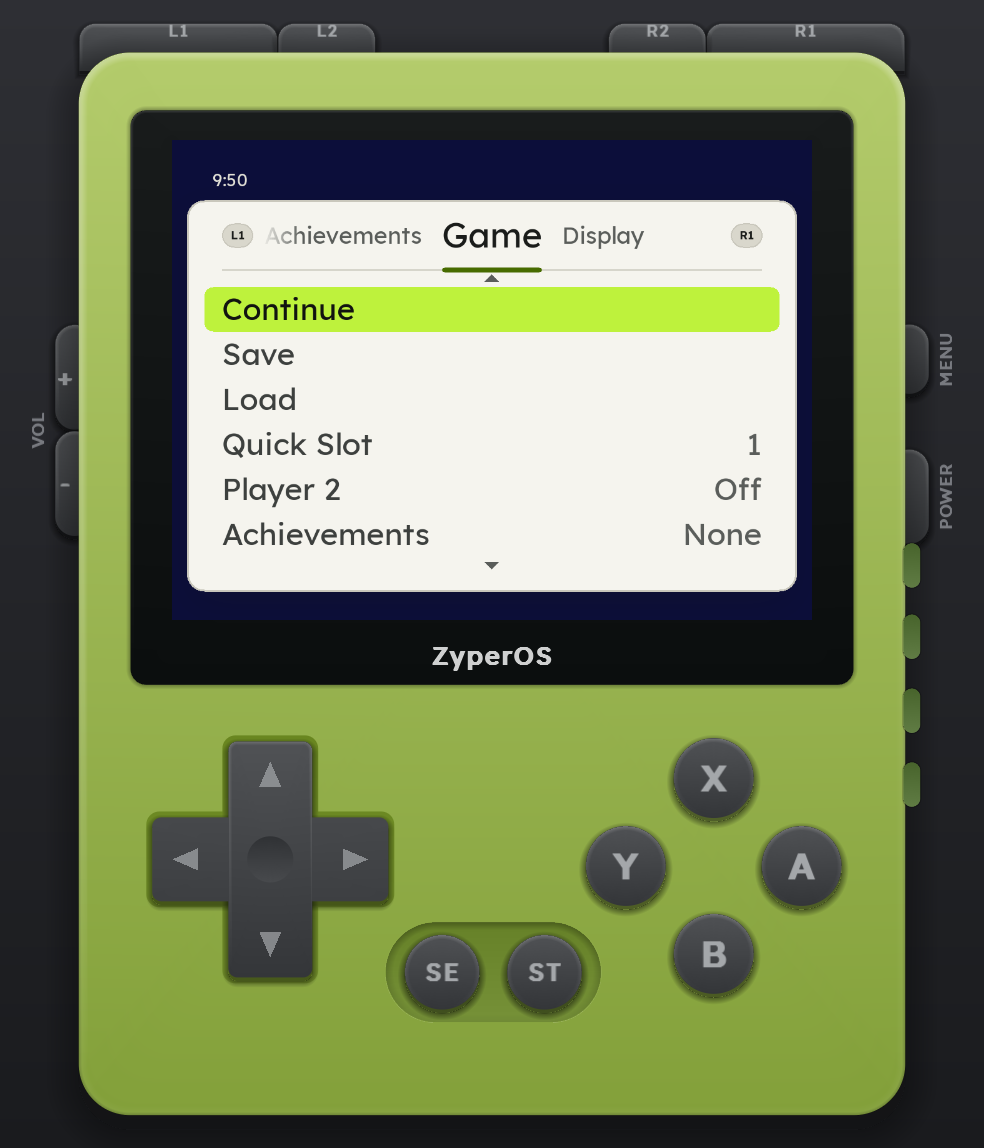 L1 L2 R2 R1
9:50
L1 Achievements Game Display R1
Continue
Save
Load
Quick Slot 1
Player 2 Off
Achievements None
ZyperOS
+
VOL
-
MENU
POWER
X
Y A
B
SE ST